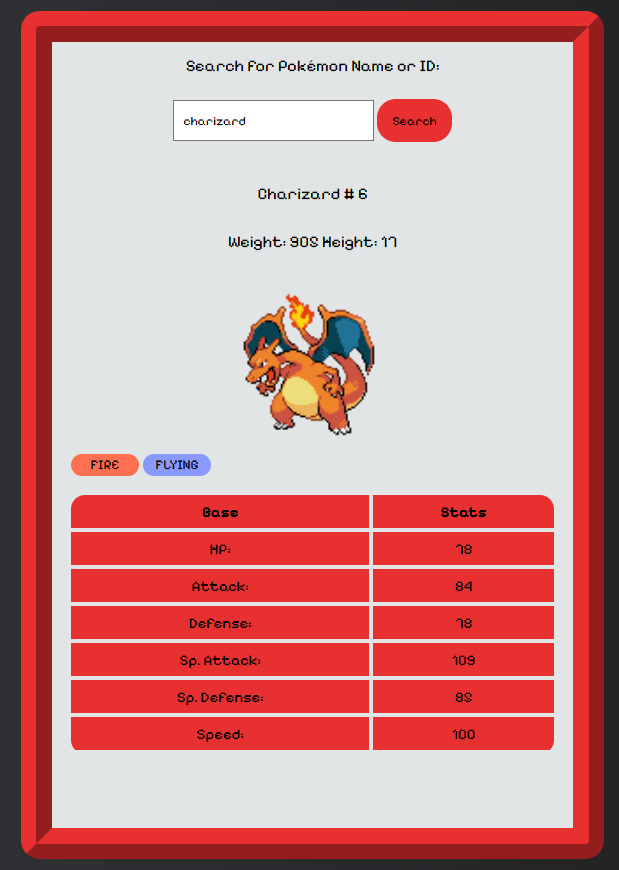 Search for Pokémon Name or ID:
charizard Search
Charizard # 6
Weight: 905 Height: 17
FIRE FLYING
Base Stats
HP: 78
Attack: 84
Defense: 78
Sp. Attack: 109
Sp. Defense: 85
Speed: 100